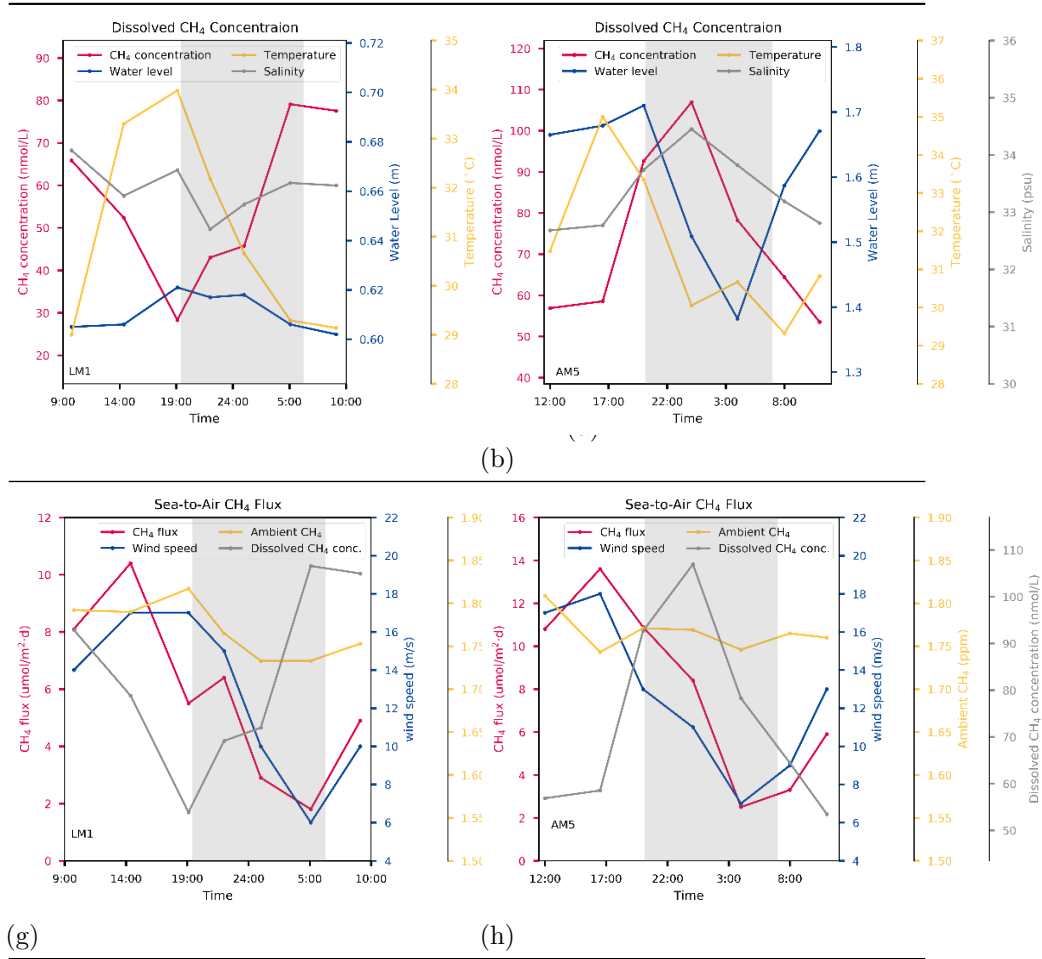 Dissolved CH4 Concentraion
CH4 concentration
Water level
Temperature
Salinity
CH4 concentration (nmol/L)
90
80
70
60
50
40
30
20
0.72
0.70
0.68
0.66
0.64
0.62
0.60
Water Level (m)
35
34
33
32
31
30
29
28
Temperature (°C)
LM1
9:00 14:00 19:00 24:00 5:00 10:00
Time
Dissolved CH4 Concentraion
CH4 concentration
Water level
Temperature
Salinity
CH4 concentration (nmol/L)
120
110
100
90
80
70
60
50
40
1.8
1.7
1.6
1.5
1.4
1.3
Water Level (m)
37
36
35
34
33
32
31
30
29
28
Temperature (°C)
36
35
34
33
32
31
30
Salinity (psu)
AM5
12:00 17:00 22:00 3:00 8:00
Time
(b)
Sea-to-Air CH4 Flux
CH4 flux
Wind speed
Ambient CH4
Dissolved CH4 conc.
CH4 flux (umol/m²·d)
12
10
8
6
4
2
0
22
20
18
16
14
12
10
8
6
4
wind speed (m/s)
1.90
1.85
1.80
1.75
1.70
1.65
1.60
1.55
1.50
LM1
9:00 14:00 19:00 24:00 5:00 10:00
Time
Sea-to-Air CH4 Flux
CH4 flux
Wind speed
Ambient CH4
Dissolved CH4 conc.
CH4 flux (umol/m²·d)
16
14
12
10
8
6
4
2
0
22
20
18
16
14
12
10
8
6
4
wind speed (m/s)
1.90
1.85
1.80
1.75
1.70
1.65
1.60
1.55
1.50
Ambient CH4 (ppm)
110
100
90
80
70
60
50
Dissolved CH4 concentration (nmol/L)
AM5
12:00 17:00 22:00 3:00 8:00
Time
(g)
(h)